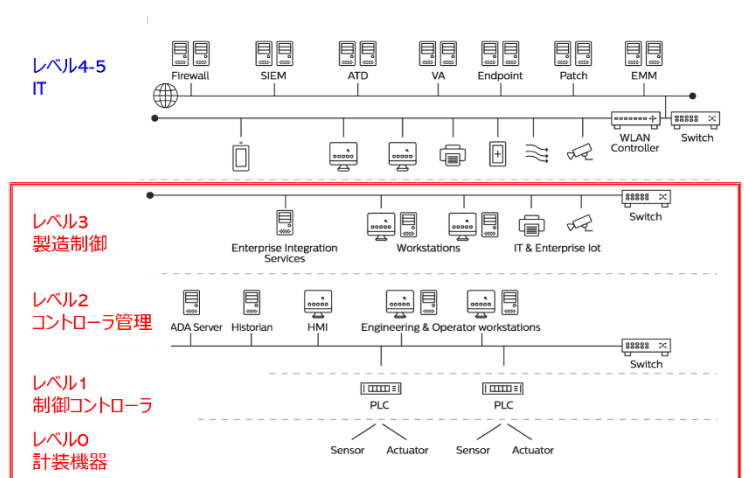 レベル4-5
IT
Firewall
SIEM
ATD
VA
Endpoint
Patch
EMM
WLAN
Controller
Switch
レベル3
製造制御
Enterprise Integration
Services
Workstations
IT & Enterprise Iot
Switch
レベル2
コントローラ管理
ADA Server
Historian
HMI
Engineering & Operator workstations
Switch
レベル1
制御コントローラ
PLC
PLC
レベル0
計装機器
Sensor
Actuator
Sensor
Actuator